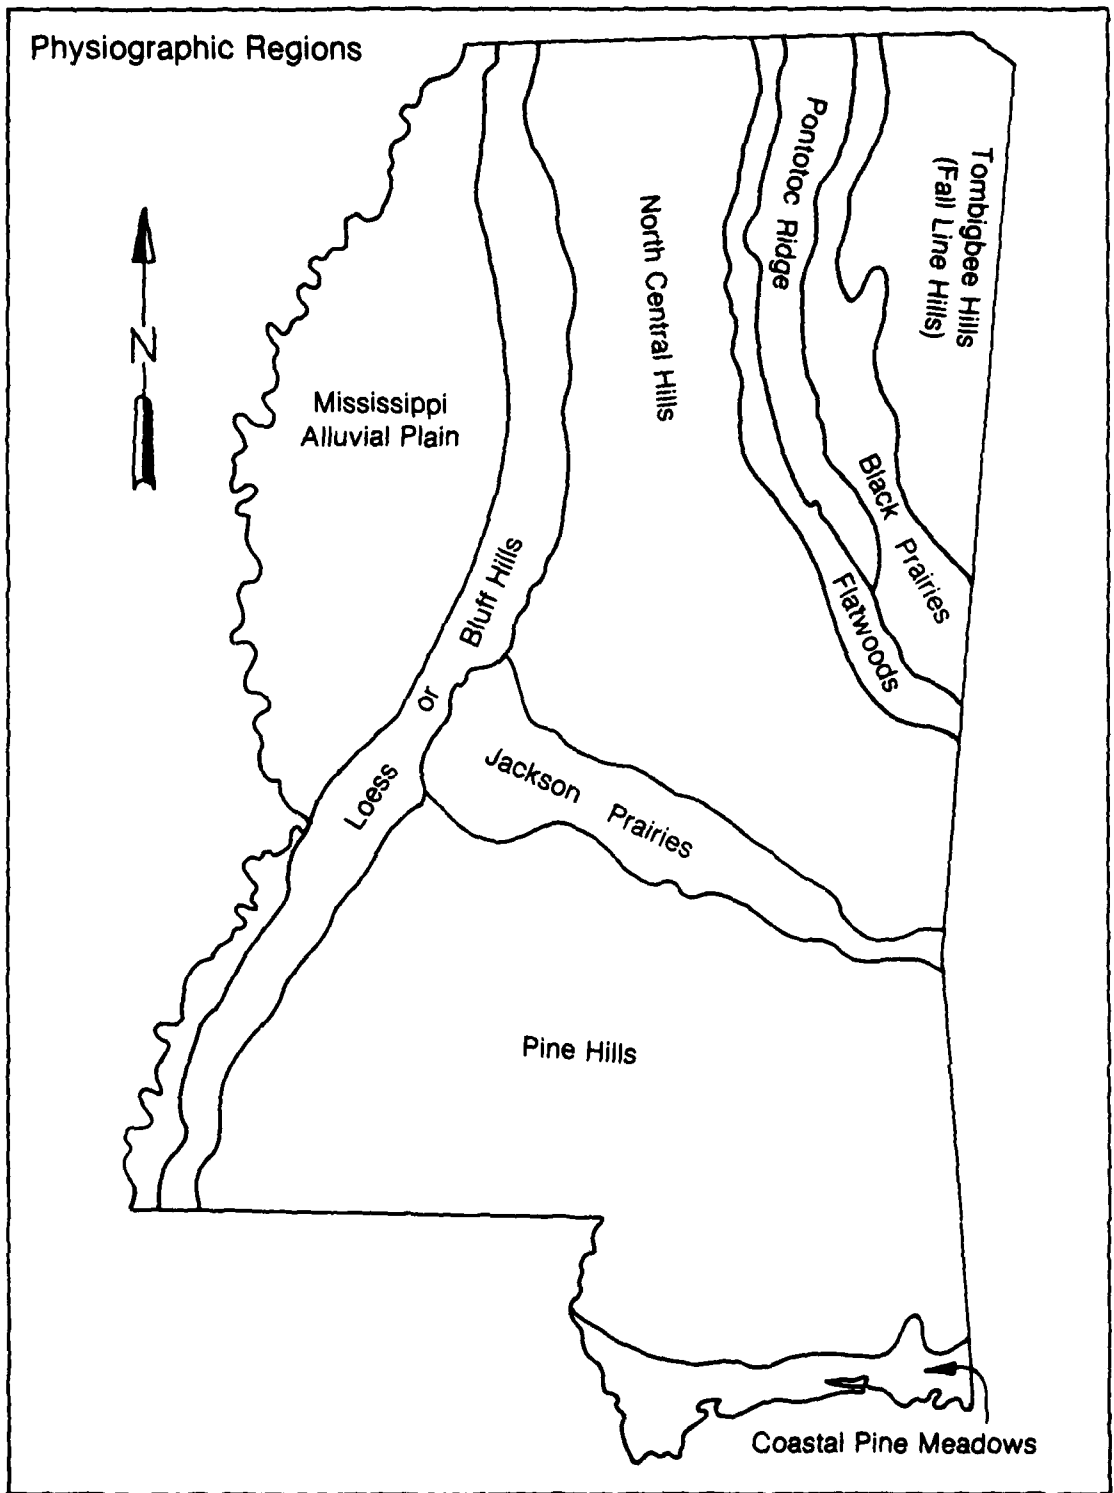 Physiographic Regions
N
Mississippi
Alluvial Plain
Loess or Bluff Hills
North Central Hills
Pontotoc Ridge
Tombigbee Hills
(Fall Line Hills)
Black Prairies
Flatwoods
Jackson Prairies
Pine Hills
Coastal Pine Meadows